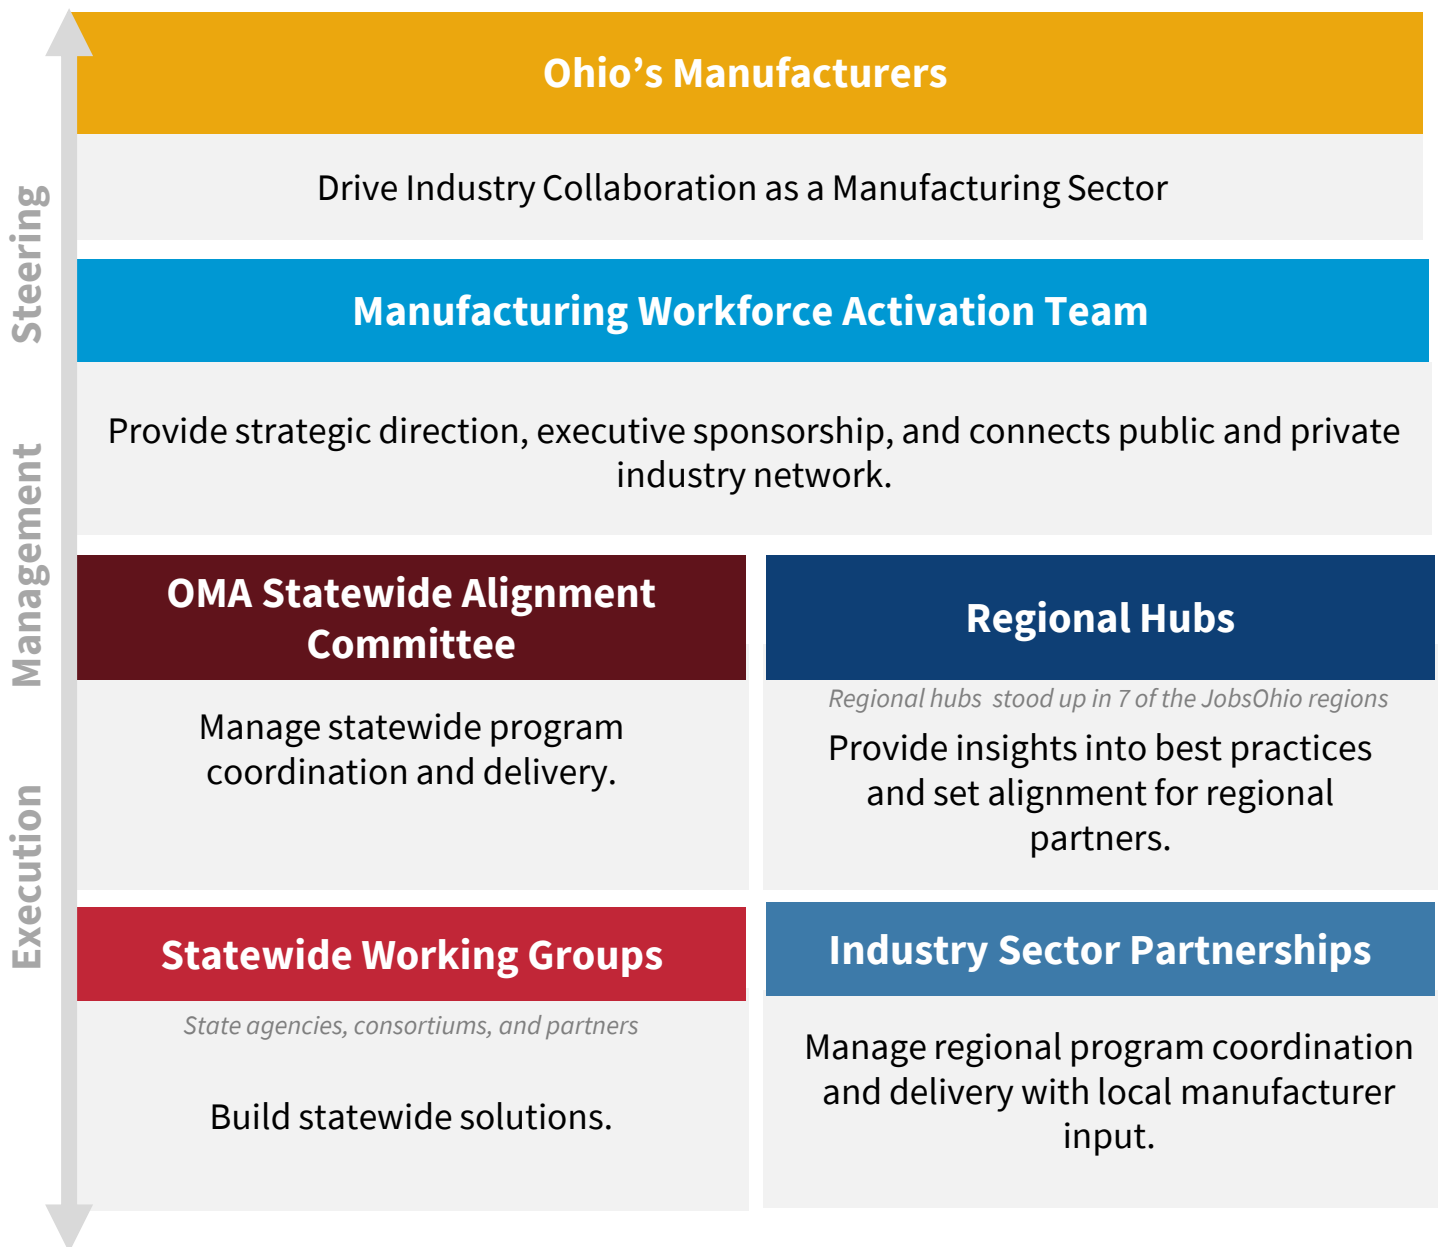 Ohio’s Manufacturers
Drive Industry Collaboration as a Manufacturing Sector
Steering
Manufacturing Workforce Activation Team
Provide strategic direction, executive sponsorship, and connects public and private
industry network.
Management
OMA Statewide Alignment
Committee
Manage statewide program
coordination and delivery.
Regional Hubs
Regional hubs stood up in 7 of the JobsOhio regions
Provide insights into best practices
and set alignment for regional
partners.
Execution
Statewide Working Groups
State agencies, consortiums, and partners
Build statewide solutions.
Industry Sector Partnerships
Manage regional program coordination
and delivery with local manufacturer
input.